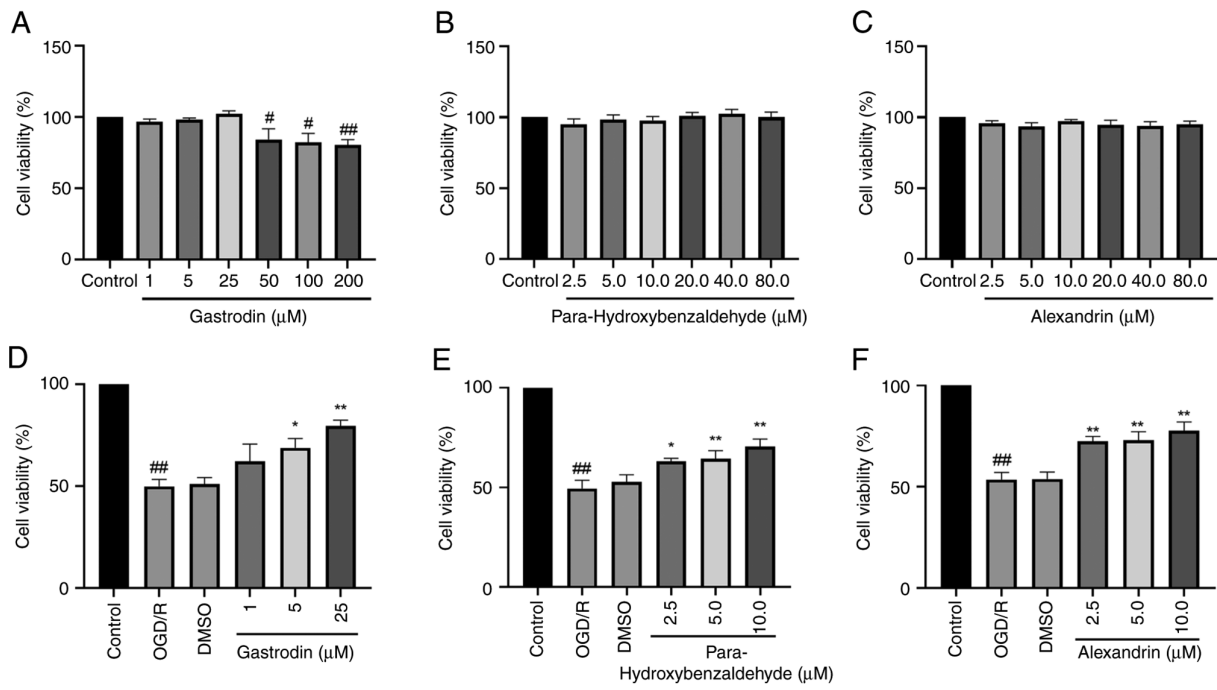 A
150
100
50
0
Cell viability (%)
# # ##
Control 1 5 25 50 100 200
Gastrodin (μM)
B
150
100
50
0
Cell viability (%)
Control 2.5 5.0 10.0 20.0 40.0 80.0
Para-Hydroxybenzaldehyde (μM)
C
150
100
50
0
Cell viability (%)
Control 2.5 5.0 10.0 20.0 40.0 80.0
Alexandrin (μM)
D
100
50
0
Cell viability (%)
## * **
Control OGD/R DMSO 1 5 25
Gastrodin (μM)
E
100
50
0
Cell viability (%)
## * ** **
Control OGD/R DMSO 2.5 5.0 10.0
Para-
Hydroxybenzaldehyde (μM)
F
100
50
0
Cell viability (%)
## ** ** **
Control OGD/R DMSO 2.5 5.0 10.0
Alexandrin (μM)